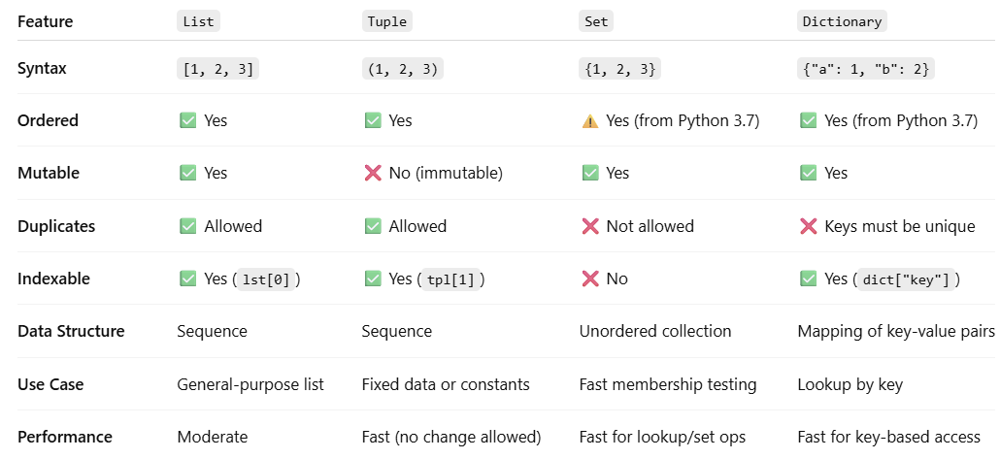 Feature List Tuple Set Dictionary
Syntax [1, 2, 3] (1, 2, 3) {1, 2, 3} {"a": 1, "b": 2}
Ordered ✅ Yes ✅ Yes ⚠️ Yes (from Python 3.7) ✅ Yes (from Python 3.7)
Mutable ✅ Yes ❌ No (immutable) ✅ Yes ✅ Yes
Duplicates ✅ Allowed ✅ Allowed ❌ Not allowed ❌ Keys must be unique
Indexable ✅ Yes (lst[0]) ✅ Yes (tpl[1]) ❌ No ✅ Yes (dict["key"])
Data Structure Sequence Sequence Unordered collection Mapping of key-value pairs
Use Case General-purpose list Fixed data or constants Fast membership testing Lookup by key
Performance Moderate Fast (no change allowed) Fast for lookup/set ops Fast for key-based access